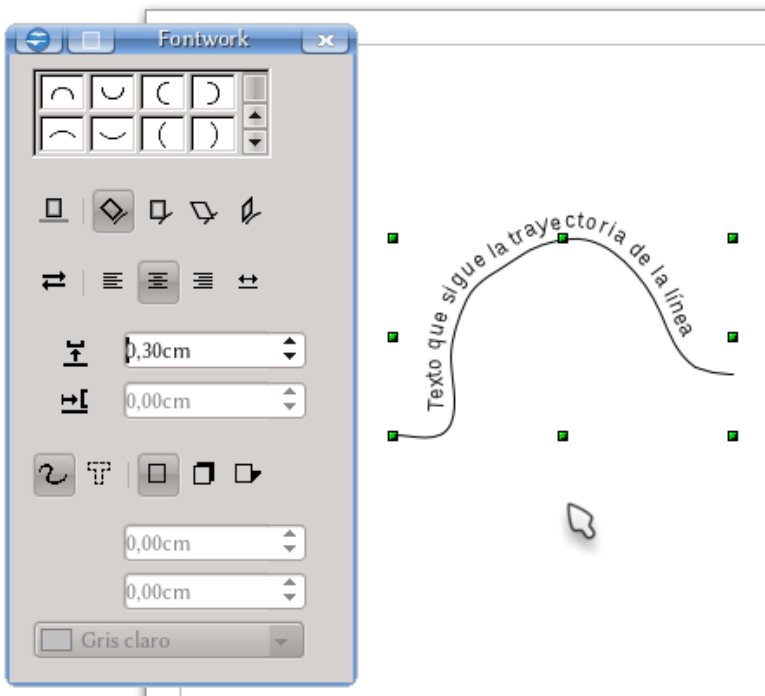 Fontwork
0,30cm
0,00cm
0,00cm
0,00cm
Gris claro
Texto que sigue la trayectoria de la línea